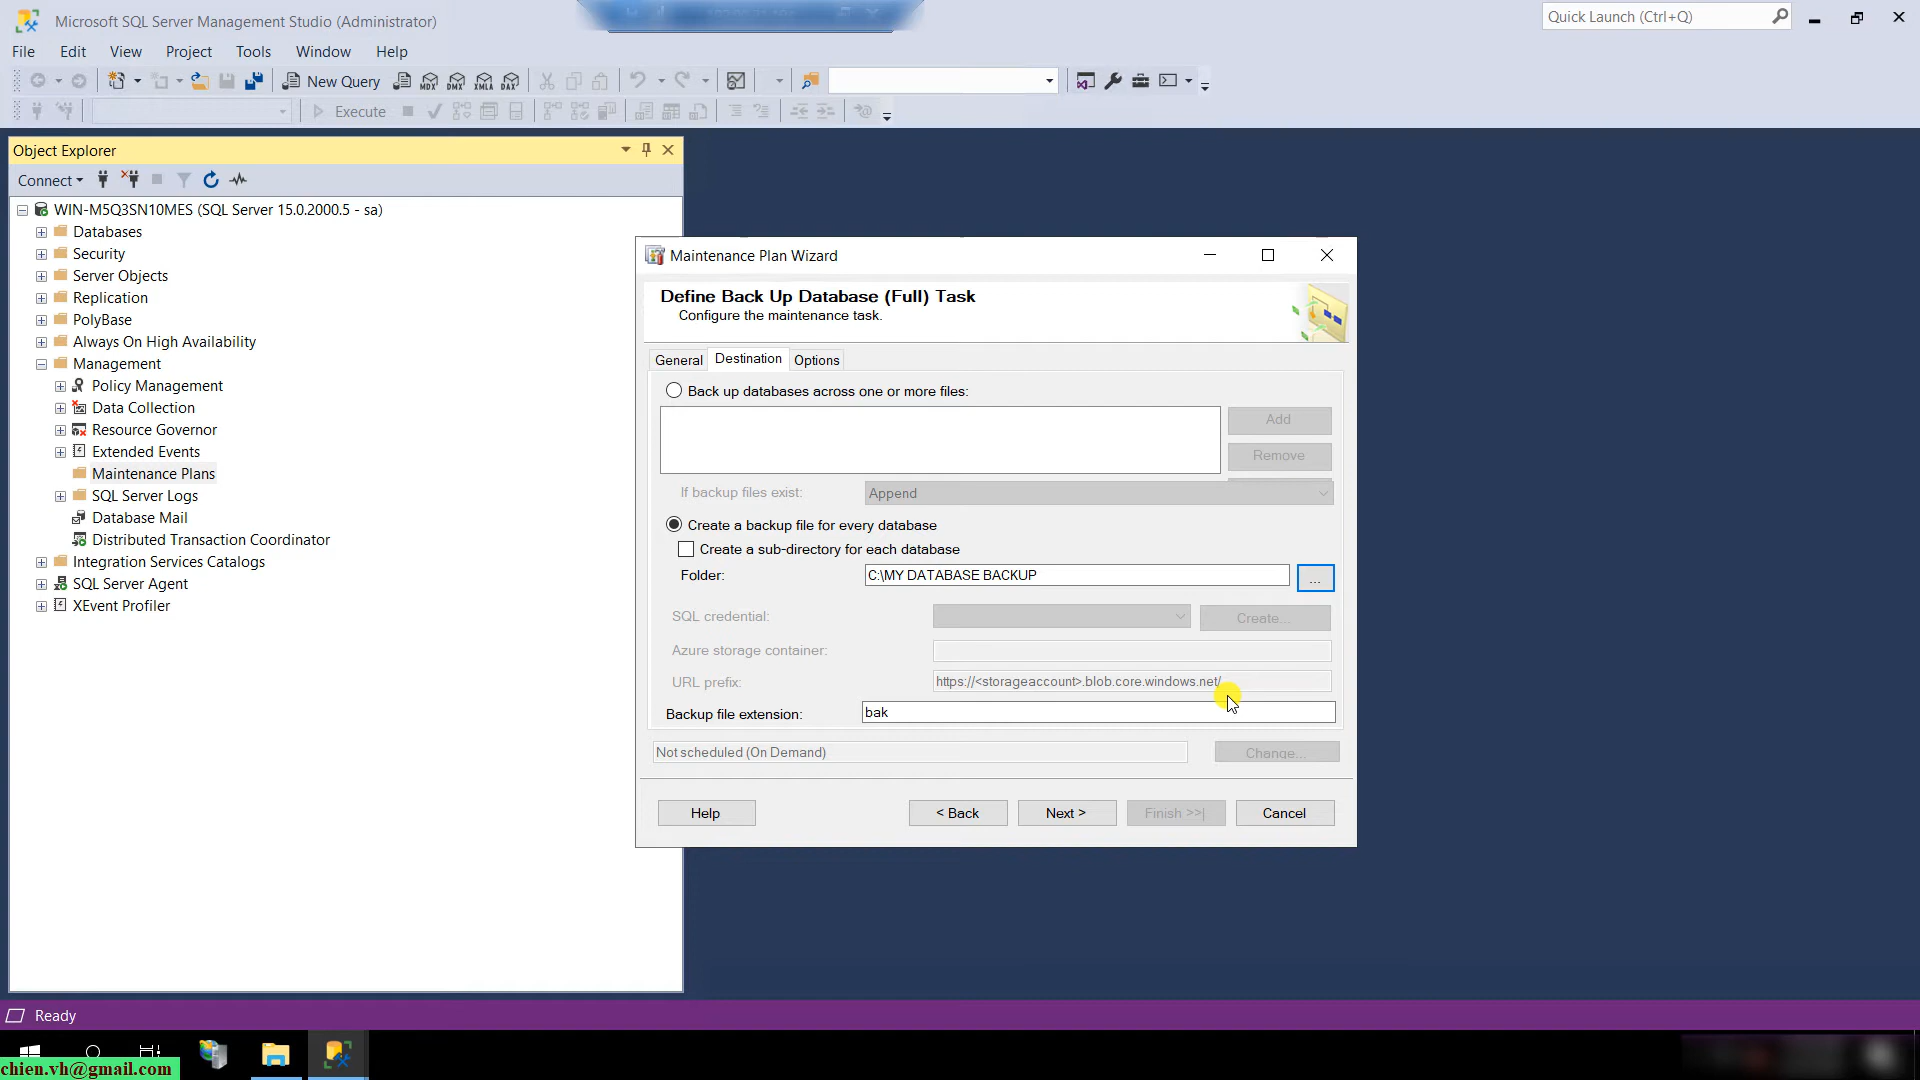 Microsoft SQL Server Management Studio (Administrator)
Quick Launch (Ctrl+Q)
File Edit View Project Tools Window Help
New Query MDX DMX XMLA DAX
Execute
Object Explorer
Connect
WIN-M5Q3SN10MES (SQL Server 15.0.2000.5 - sa)
Databases
Security
Server Objects
Replication
PolyBase
Always On High Availability
Management
Policy Management
Data Collection
Resource Governor
Extended Events
Maintenance Plans
SQL Server Logs
Database Mail
Distributed Transaction Coordinator
Integration Services Catalogs
SQL Server Agent
XEvent Profiler
Maintenance Plan Wizard
Define Back Up Database (Full) Task
Configure the maintenance task.
General Destination Options
Back up databases across one or more files:
Add
Remove
If backup files exist: Append
Create a backup file for every database
Create a sub-directory for each database
Folder: C:\MY DATABASE BACKUP ...
SQL credential: Create...
Azure storage container:
URL prefix: https://<storageaccount>.blob.core.windows.net/
Backup file extension: bak
Not scheduled (On Demand) Change...
Help < Back Next > Finish >>| Cancel
Ready
chien.vh@gmail.com